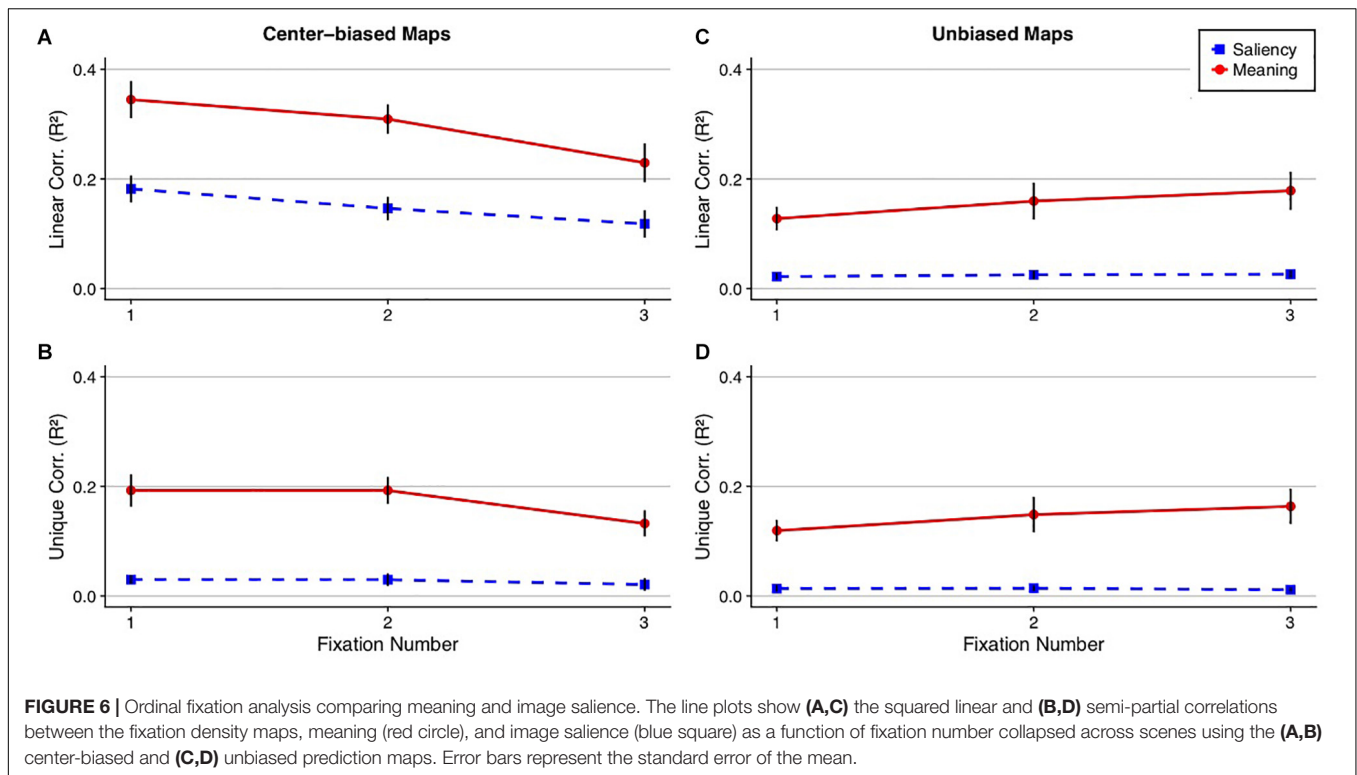 A
Center–biased Maps
0.4
0.2
0.0
Linear Corr. (R²)
1 2 3
B
0.4
0.2
0.0
Unique Corr. (R²)
1 2 3
Fixation Number
C
Unbiased Maps
Saliency
Meaning
0.4
0.2
0.0
Linear Corr. (R²)
1 2 3
D
0.4
0.2
0.0
Unique Corr. (R²)
1 2 3
Fixation Number
FIGURE 6 | Ordinal fixation analysis comparing meaning and image salience. The line plots show (A,C) the squared linear and (B,D) semi-partial correlations
between the fixation density maps, meaning (red circle), and image salience (blue square) as a function of fixation number collapsed across scenes using the (A,B)
center-biased and (C,D) unbiased prediction maps. Error bars represent the standard error of the mean.